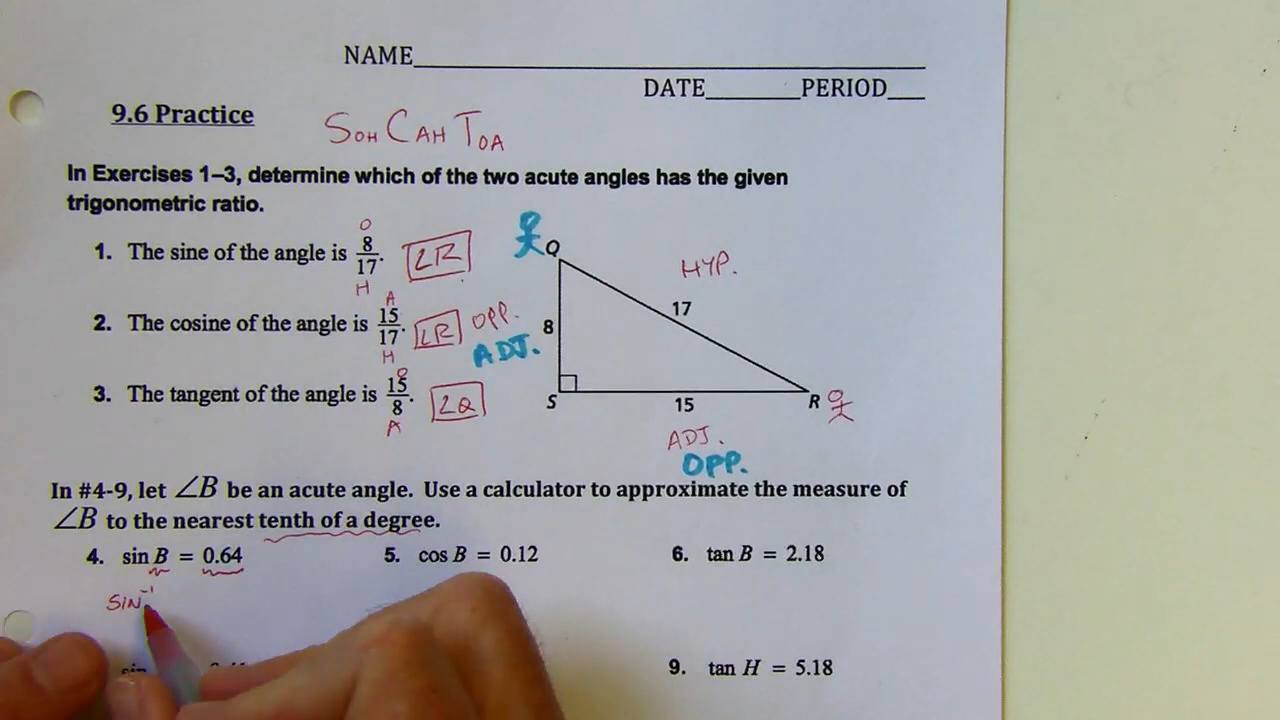 NAME
DATE PERIOD
9.6 Practice
SOH CAH TOA
In Exercises 1–3, determine which of the two acute angles has the given
trigonometric ratio.
1. The sine of the angle is 8/17. O H ∠R
2. The cosine of the angle is 15/17. A H ∠R
3. The tangent of the angle is 15/8. O A ∠Q
Q
HYP.
17
OPP.
8
ADJ.
S
15
R
ADJ.
OPP.
In #4-9, let ∠B be an acute angle. Use a calculator to approximate the measure of
∠B to the nearest tenth of a degree.
4. sin B = 0.64 5. cos B = 0.12 6. tan B = 2.18
SIN⁻¹
9. tan H = 5.18